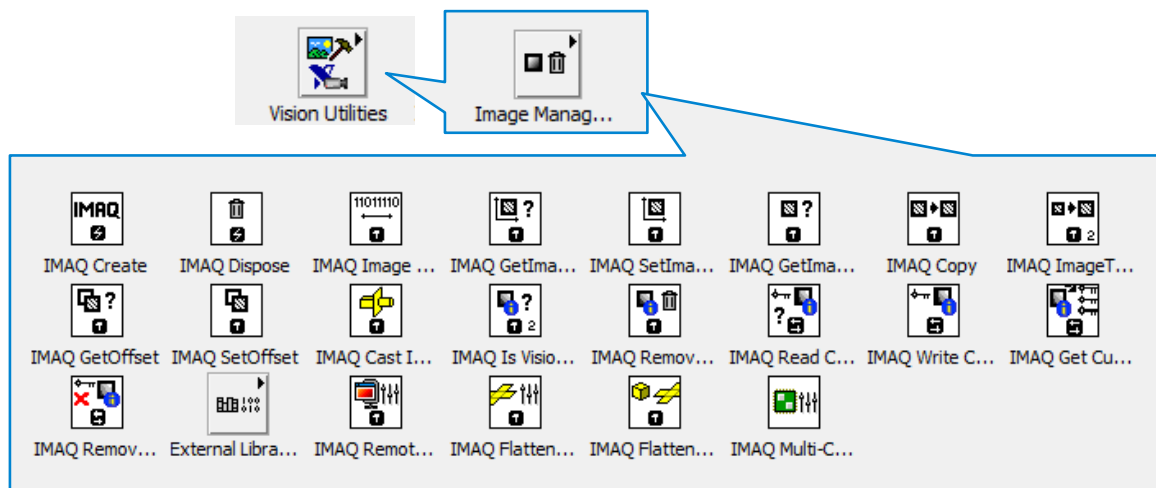 Vision Utilities
Image Manag...
IMAQ
11011110
?
?
2
IMAQ Create
IMAQ Dispose
IMAQ Image ...
IMAQ GetIma...
IMAQ SetIma...
IMAQ GetIma...
IMAQ Copy
IMAQ ImageT...
?
?
2
?
IMAQ GetOffset
IMAQ SetOffset
IMAQ Cast I...
IMAQ Is Visio...
IMAQ Remov...
IMAQ Read C...
IMAQ Write C...
IMAQ Get Cu...
IMAQ Remov...
External Libra...
IMAQ Remot...
IMAQ Flatten...
IMAQ Flatten...
IMAQ Multi-C...